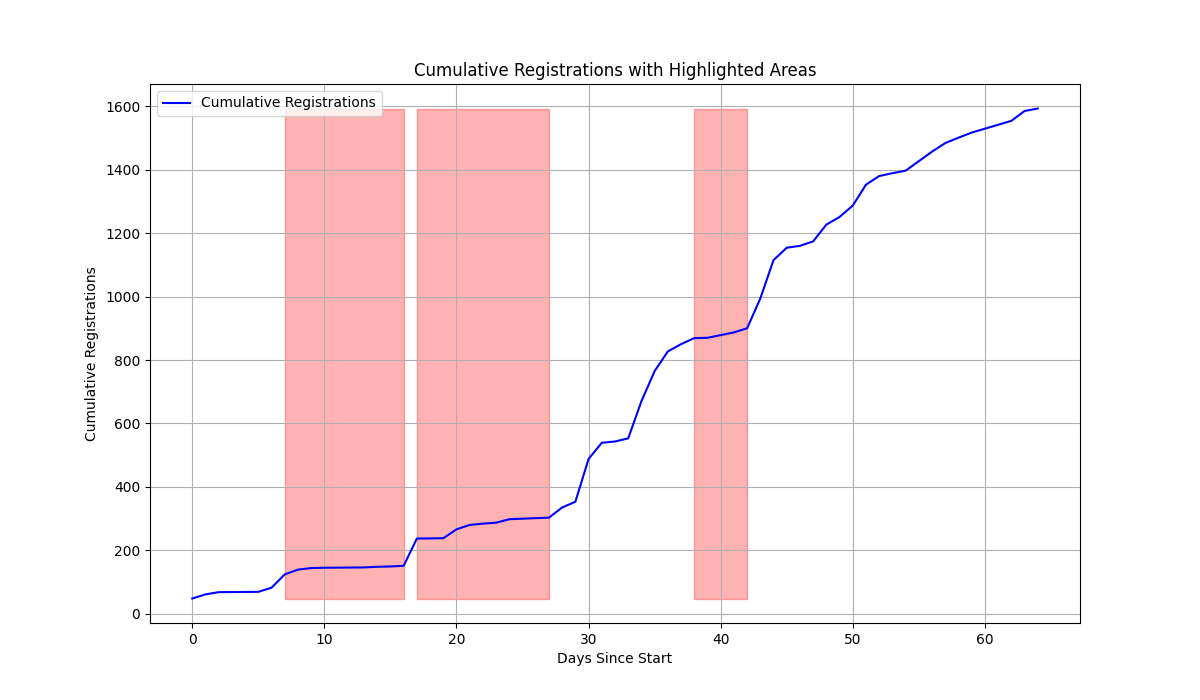 Cumulative Registrations with Highlighted Areas
Cumulative Registrations
1600
1400
1200
1000
800
600
400
200
0
Cumulative Registrations
0 10 20 30 40 50 60
Days Since Start